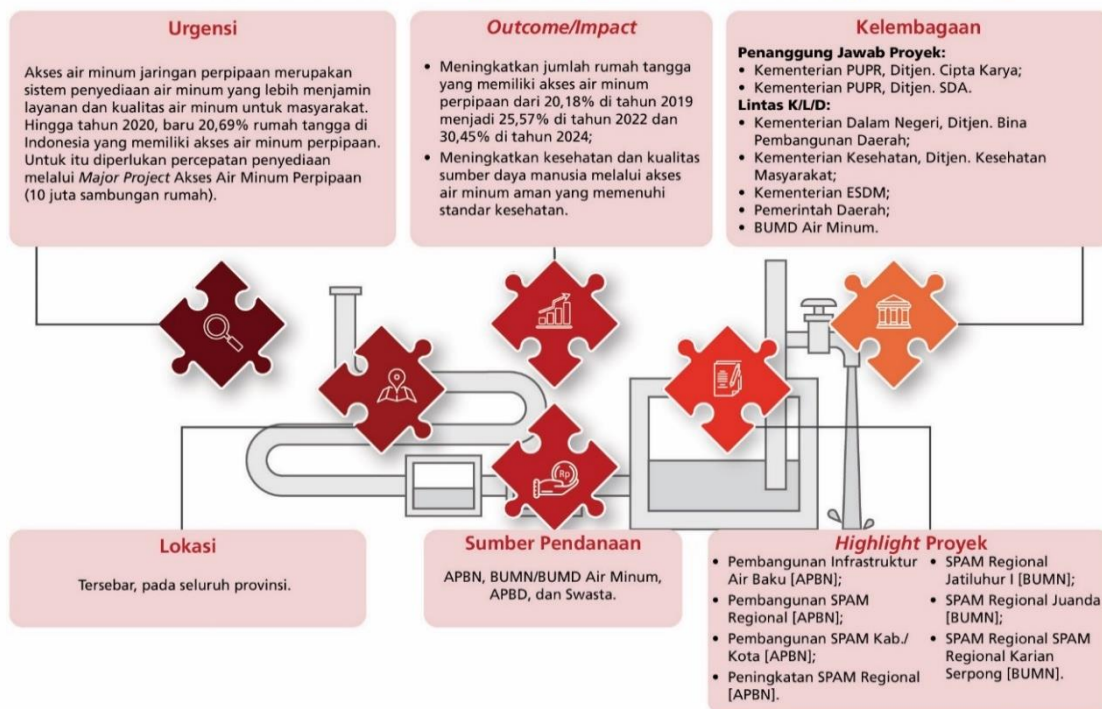 Urgensi
Akses air minum jaringan perpipaan merupakan
sistem penyediaan air minum yang lebih menjamin
layanan dan kualitas air minum untuk masyarakat.
Hingga tahun 2020, baru 20,69% rumah tangga di
Indonesia yang memiliki akses air minum perpipaan.
Untuk itu diperlukan percepatan penyediaan
melalui Major Project Akses Air Minum Perpipaan
(10 juta sambungan rumah).
Outcome/Impact
• Meningkatkan jumlah rumah tangga
yang memiliki akses air minum
perpipaan dari 20,18% di tahun 2019
menjadi 25,57% di tahun 2022 dan
30,45% di tahun 2024;
• Meningkatkan kesehatan dan kualitas
sumber daya manusia melalui akses
air minum aman yang memenuhi
standar kesehatan.
Kelembagaan
Penanggung Jawab Proyek:
• Kementerian PUPR, Ditjen. Cipta Karya;
• Kementerian PUPR, Ditjen. SDA.
Lintas K/L/D:
• Kementerian Dalam Negeri, Ditjen. Bina
Pembangunan Daerah;
• Kementerian Kesehatan, Ditjen. Kesehatan
Masyarakat;
• Kementerian ESDM;
• Pemerintah Daerah;
• BUMD Air Minum.
Rp
Lokasi
Tersebar, pada seluruh provinsi.
Sumber Pendanaan
APBN, BUMN/BUMD Air Minum,
APBD, dan Swasta.
Highlight Proyek
• Pembangunan Infrastruktur
Air Baku [APBN];
• Pembangunan SPAM
Regional [APBN];
• Pembangunan SPAM Kab./
Kota [APBN];
• Peningkatan SPAM Regional
[APBN].
• SPAM Regional
Jatiluhur I [BUMN];
• SPAM Regional Juanda
[BUMN];
• SPAM Regional SPAM
Regional Karian
Serpong [BUMN].